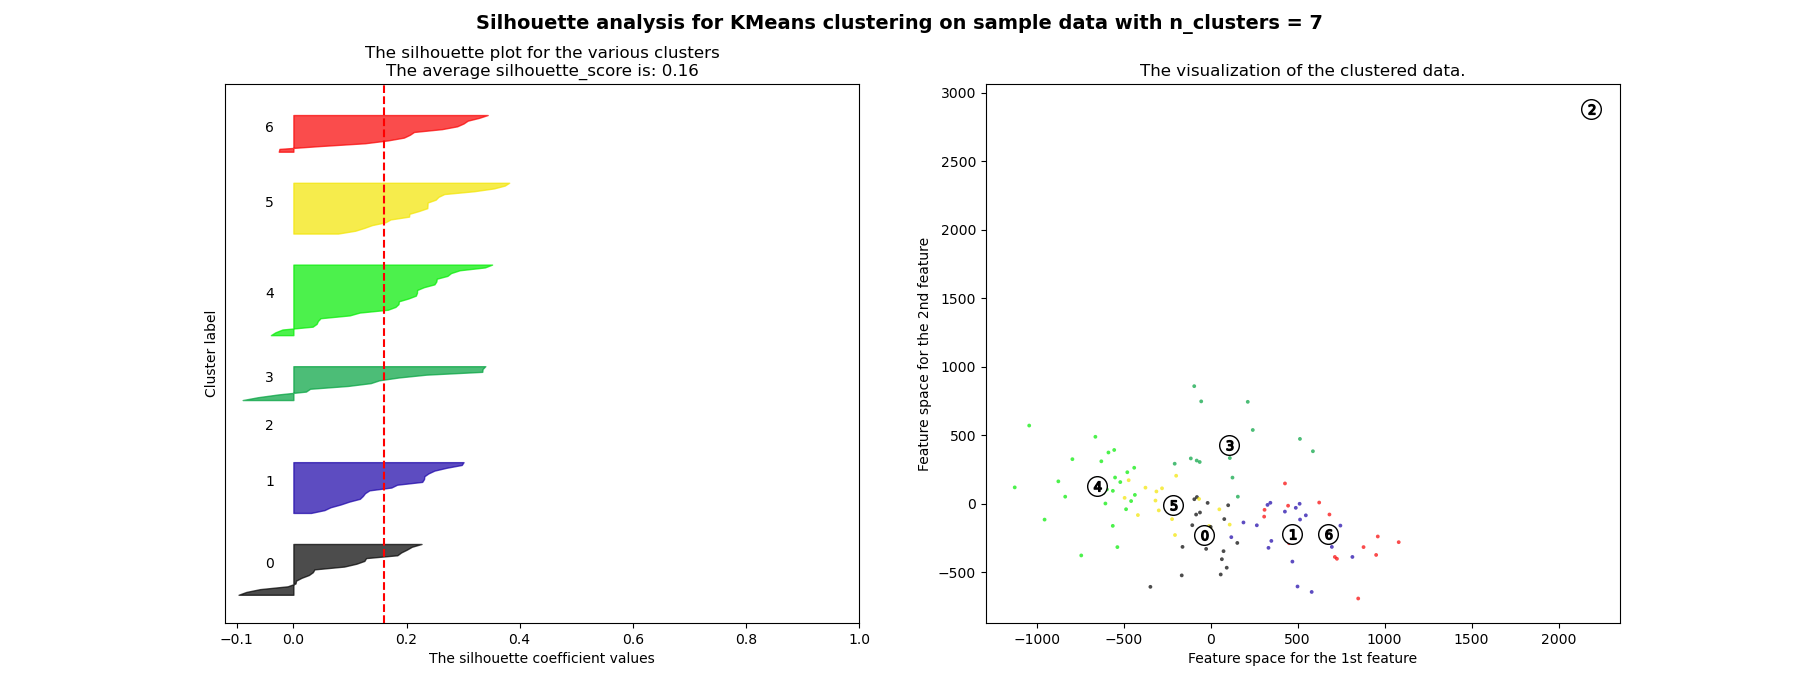 Silhouette analysis for KMeans clustering on sample data with n_clusters = 7
The silhouette plot for the various clusters
The average silhouette_score is: 0.16
6
5
4
3
2
1
0
Cluster label
−0.1 0.0 0.2 0.4 0.6 0.8 1.0
The silhouette coefficient values
The visualization of the clustered data.
3000
2500
2000
1500
1000
500
0
−500
Feature space for the 2nd feature
2
3
4
5
0
1
6
−1000 −500 0 500 1000 1500 2000
Feature space for the 1st feature